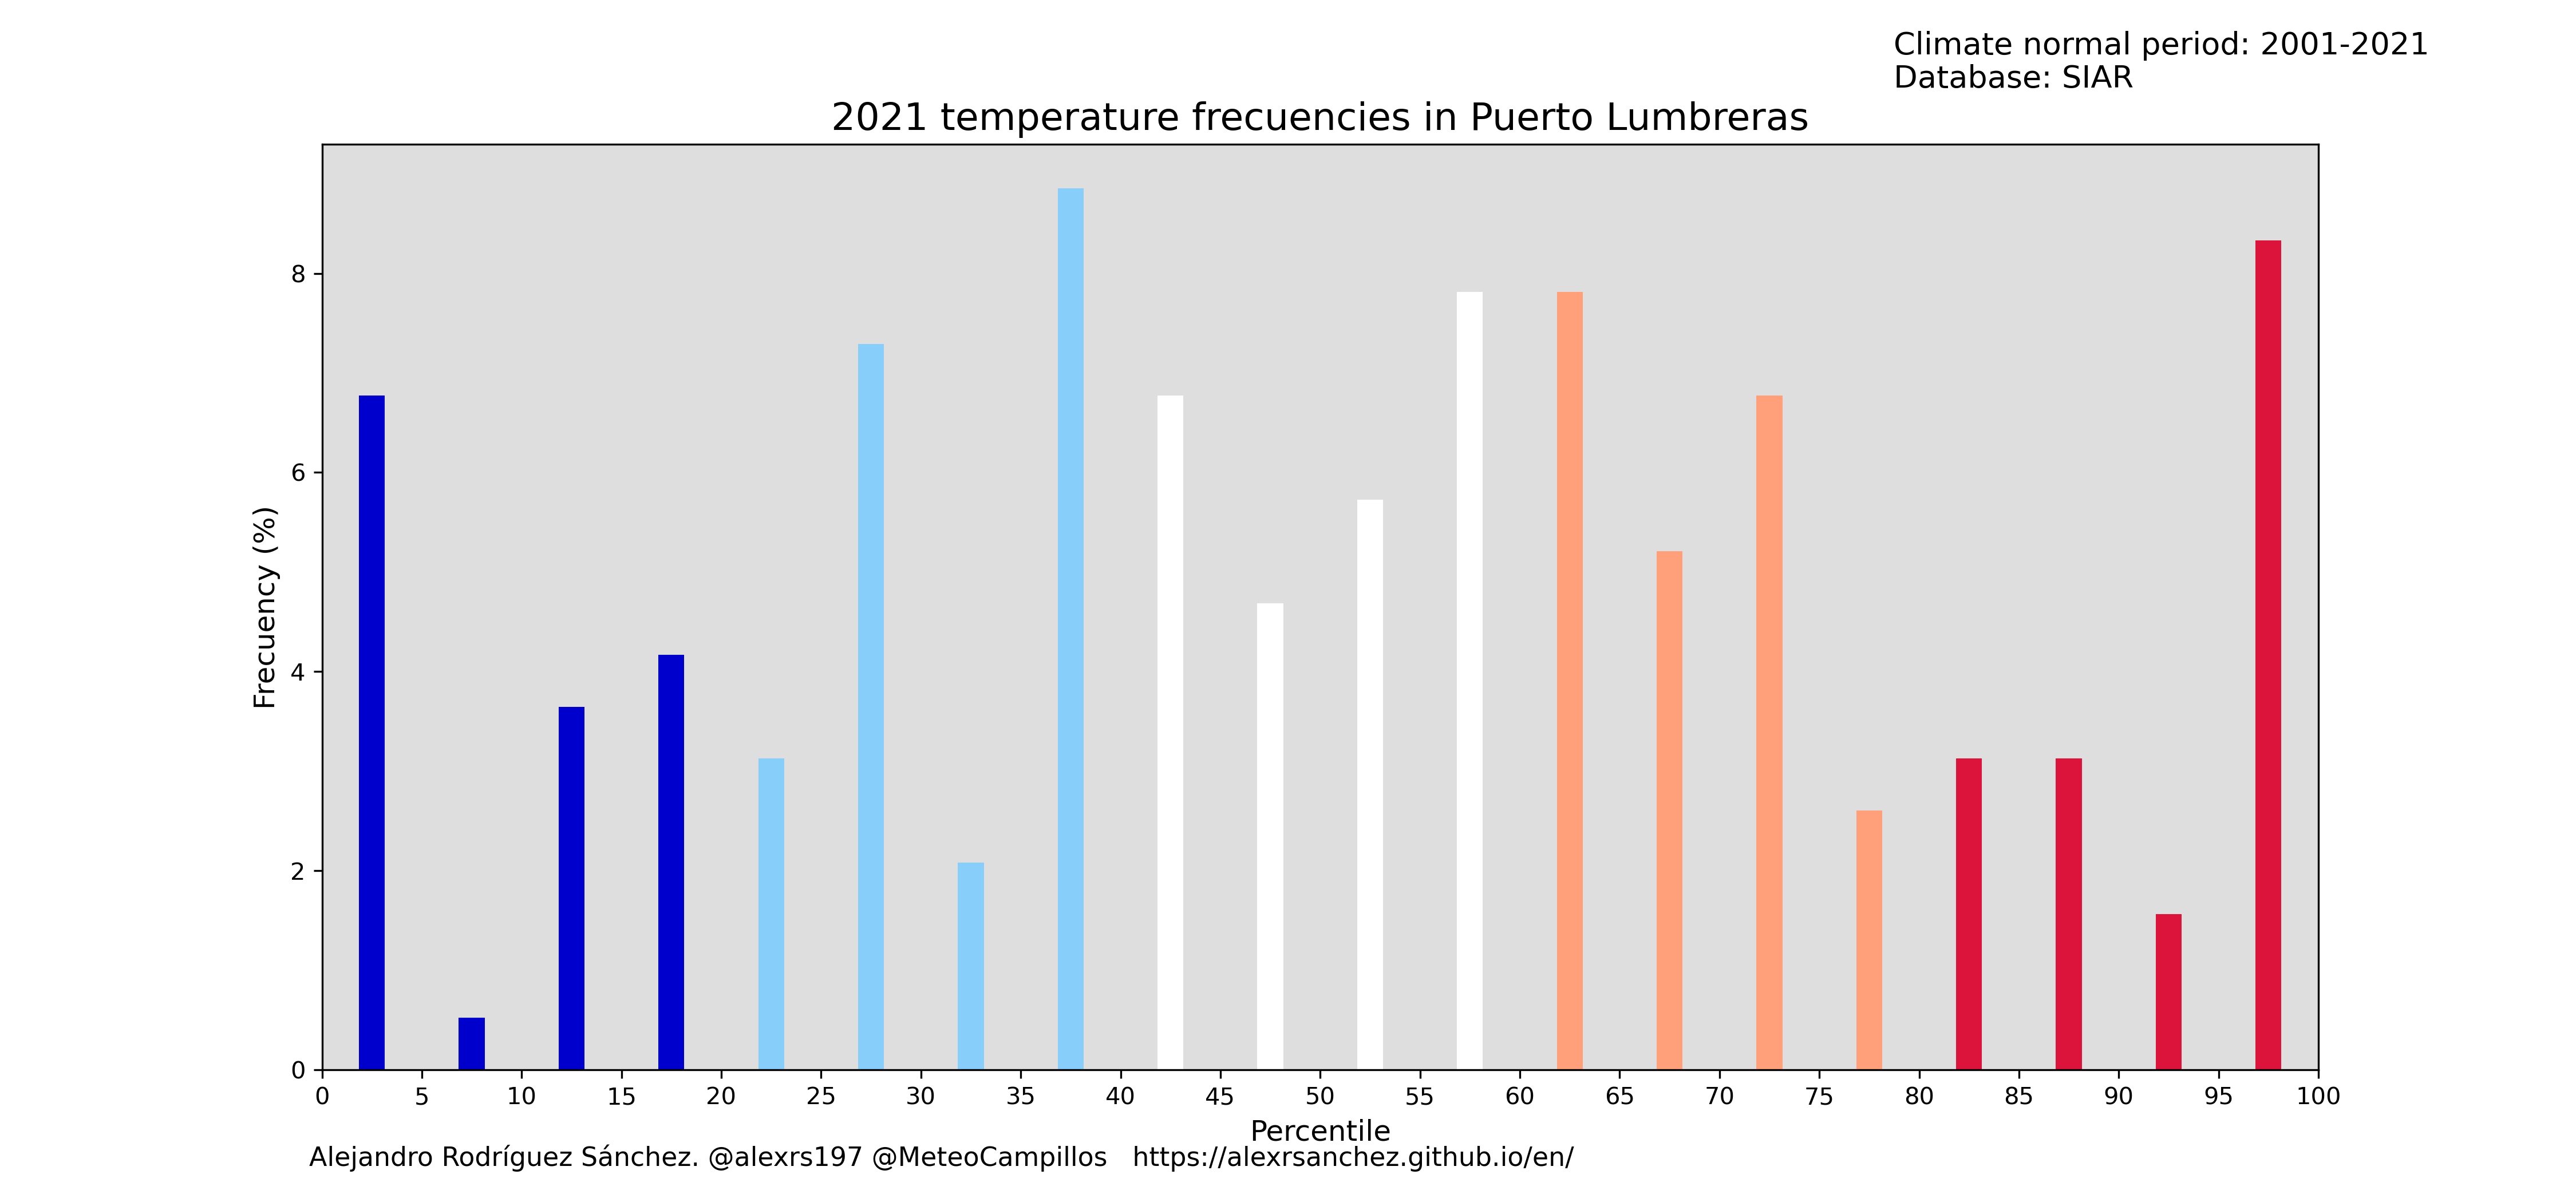 Climate normal period: 2001-2021
Database: SIAR
2021 temperature frecuencies in Puerto Lumbreras
Frecuency (%)
8
6
4
2
0
0 5 10 15 20 25 30 35 40 45 50 55 60 65 70 75 80 85 90 95 100
Percentile
Alejandro Rodríguez Sánchez. @alexrs197 @MeteoCampillos https://alexrsanchez.github.io/en/